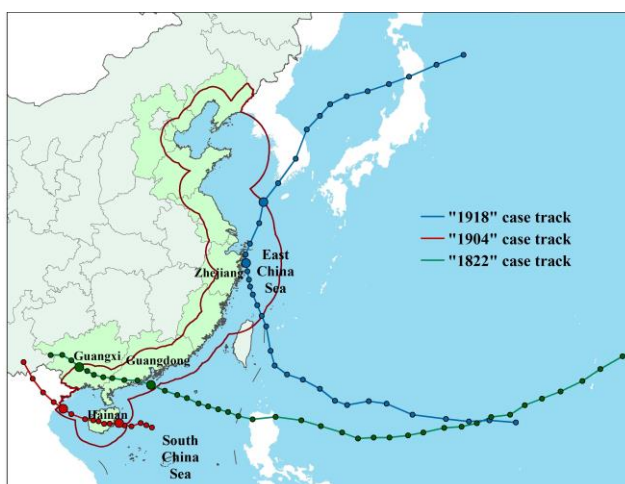 "1918" case track
"1904" case track
"1822" case track
Zhejiang
East
China
Sea
Guangxi
Guangdong
Hainan
South
China
Sea